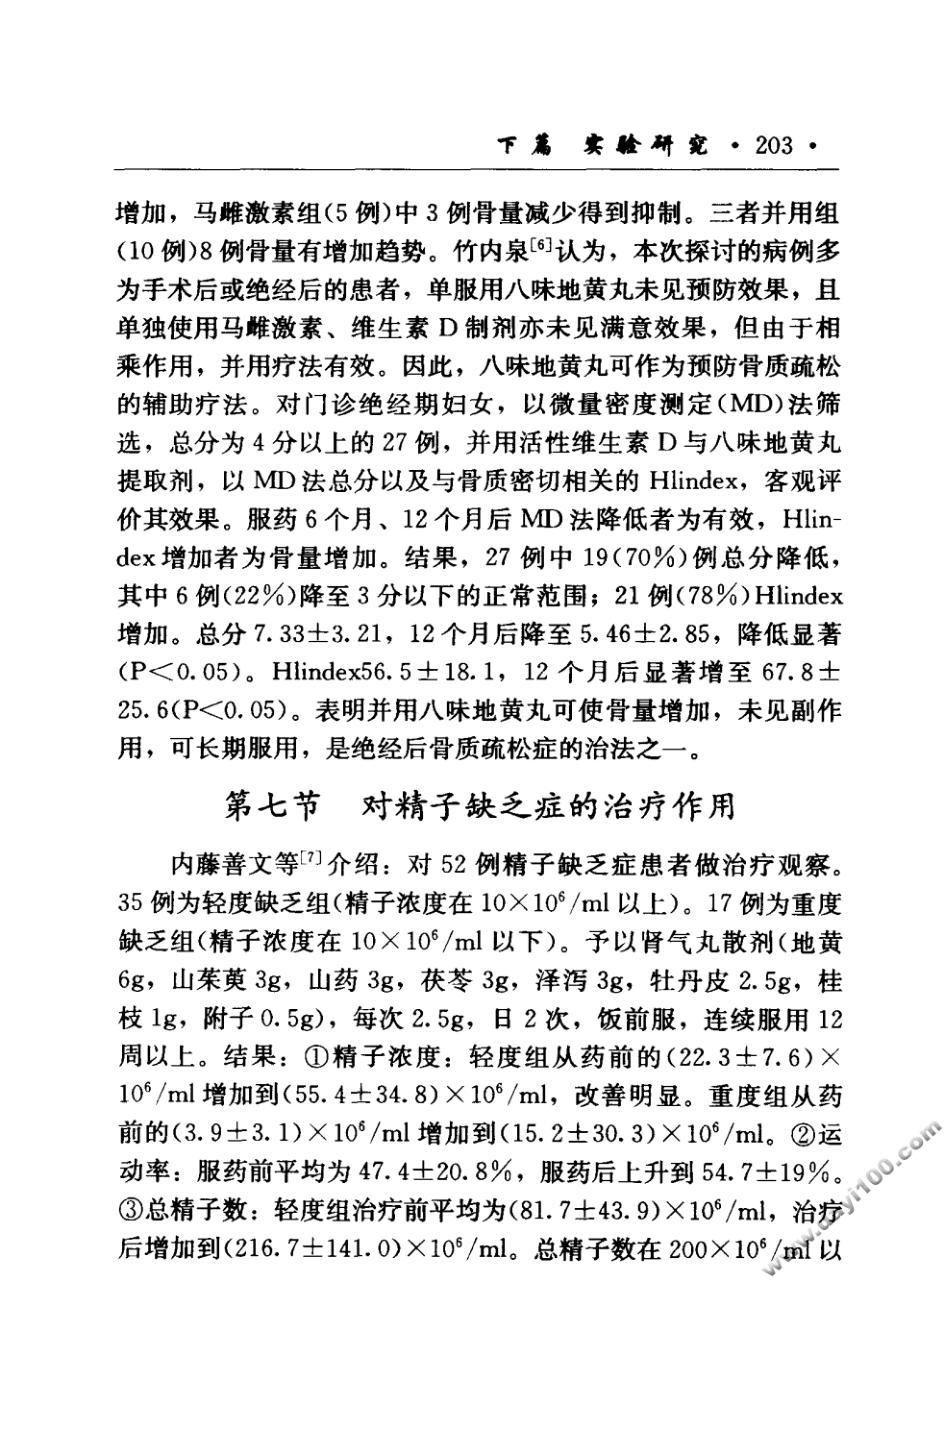 下篇 实验研究 · 203 ·
增加，马雌激素组(5 例)中 3 例骨量减少得到抑制。三者并用组
(10 例)8 例骨量有增加趋势。竹内泉[6]认为，本次探讨的病例多
为手术后或绝经后的患者，单服用八味地黄丸未见预防效果，且
单独使用马雌激素、维生素 D 制剂亦未见满意效果，但由于相
乘作用，并用疗法有效。因此，八味地黄丸可作为预防骨质疏松
的辅助疗法。对门诊绝经期妇女，以微量密度测定(MD)法筛
选，总分为 4 分以上的 27 例，并用活性维生素 D 与八味地黄丸
提取剂，以 MD 法总分以及与骨质密切相关的 Hlindex，客观评
价其效果。服药 6 个月、12 个月后 MD 法降低者为有效，Hlin-
dex 增加者为骨量增加。结果，27 例中 19(70%)例总分降低，
其中 6 例(22%)降至 3 分以下的正常范围；21 例(78%)Hlindex
增加。总分 7.33±3.21，12 个月后降至 5.46±2.85，降低显著
(P＜0.05)。Hlindex56.5±18.1，12 个月后显著增至 67.8±
25.6(P<0.05)。表明并用八味地黄丸可使骨量增加，未见副作
用，可长期服用，是绝经后骨质疏松症的治法之一。
第七节 对精子缺乏症的治疗作用
内藤善文等[7]介绍：对 52 例精子缺乏症患者做治疗观察。
35 例为轻度缺乏组(精子浓度在 10×10⁶/ml 以上)。17 例为重度
缺乏组(精子浓度在 10×10⁶/ml 以下)。予以肾气丸散剂(地黄
6g，山茱萸 3g，山药 3g，茯苓 3g，泽泻 3g，牡丹皮 2.5g，桂
枝 1g，附子 0.5g)，每次 2.5g，日 2 次，饭前服，连续服用 12
周以上。结果：①精子浓度：轻度组从药前的(22.3±7.6)×
10⁶/ml 增加到(55.4±34.8)×10⁶/ml，改善明显。重度组从药
前的(3.9±3.1)×10⁶/ml 增加到(15.2±30.3)×10⁶/ml。②运
动率：服药前平均为 47.4±20.8%，服药后上升到 54.7±19%。
③总精子数：轻度组治疗前平均为(81.7±43.9)×10⁶/ml，治疗
后增加到(216.7±141.0)×10⁶/ml。总精子数在 200×10⁶/ml 以